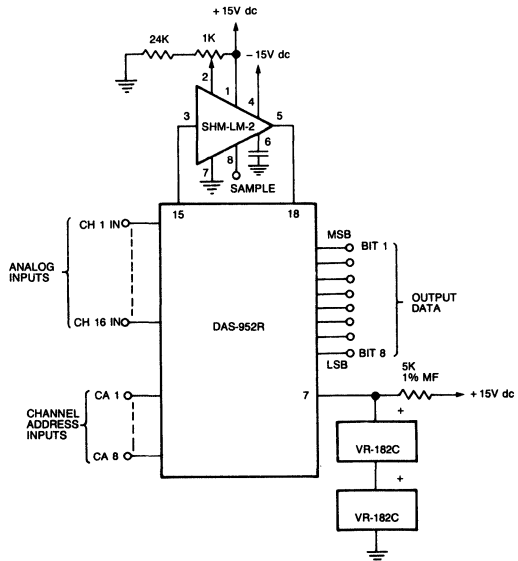 + 15V dc
24K
1K
- 15V dc
2
1
4
3
SHM-LM-2
5
6
7
8
SAMPLE
15
18
CH 1 IN
MSB
BIT 1
ANALOG
INPUTS
OUTPUT
DATA
CH 16 IN
DAS-952R
BIT 8
LSB
5K
1% MF
CA 1
7
+ 15V dc
+
CHANNEL
ADDRESS
INPUTS
VR-182C
CA 8
+
VR-182C